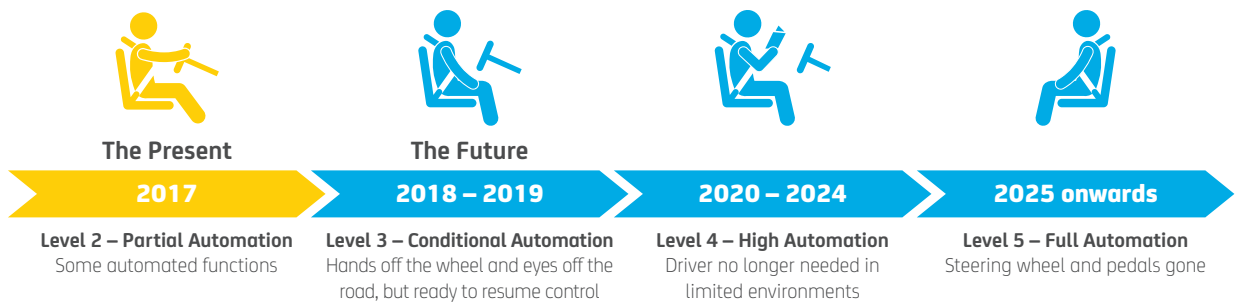 The Present
The Future
2017
2018 – 2019
2020 – 2024
2025 onwards
Level 2 – Partial Automation
Some automated functions
Level 3 – Conditional Automation
Hands off the wheel and eyes off the
road, but ready to resume control
Level 4 – High Automation
Driver no longer needed in
limited environments
Level 5 – Full Automation
Steering wheel and pedals gone